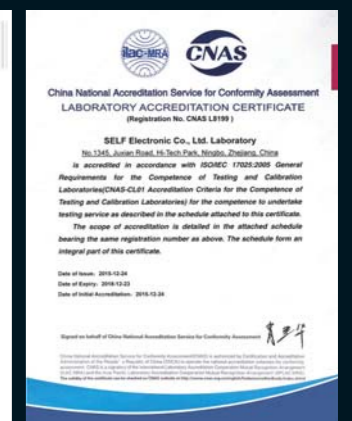 ilac-MRA
CNAS
China National Accreditation Service for Conformity Assessment
LABORATORY ACCREDITATION CERTIFICATE
(Registration No. CNAS L8199 )
SELF Electronic Co., Ltd. Laboratory
No.1345, Juxian Road, Hi-Tech Park, Ningbo, Zhejiang, China
is accredited in accordance with ISO/IEC 17025:2005 General
Requirements for the Competence of Testing and Calibration
Laboratories(CNAS-CL01 Accreditation Criteria for the Competence of
Testing and Calibration Laboratories) for the competence to undertake
testing service as described in the schedule attached to this certificate.
The scope of accreditation is detailed in the attached schedule
bearing the same registration number as above. The schedule form an
integral part of this certificate.
Date of Issue: 2015-12-24
Date of Expiry: 2018-12-23
Date of Initial Accreditation: 2015-12-24
Signed on behalf of China National Accreditation Service for Conformity Assessment